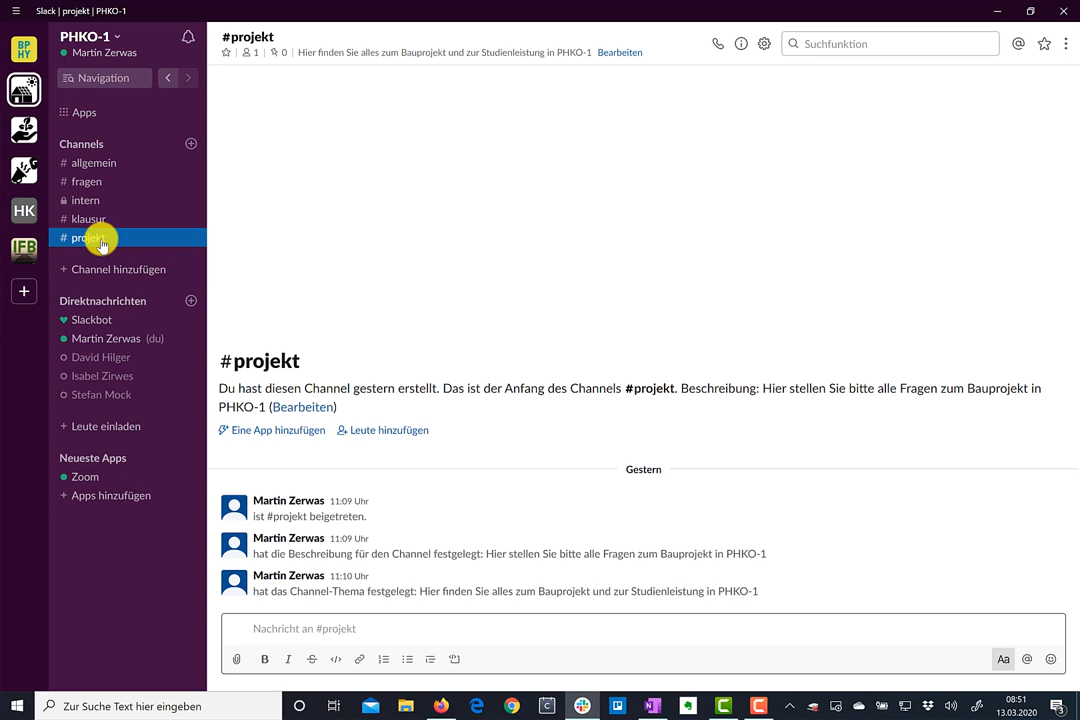 Slack | projekt | PHKO-1
BP
HY
HK
IFB
PHKO-1
Martin Zerwas
Navigation
Apps
Channels
# allgemein
# fragen
intern
# klausur
# projekt
+ Channel hinzufügen
Direktnachrichten
Slackbot
Martin Zerwas (du)
David Hilger
Isabel Zirwes
Stefan Mock
+ Leute einladen
Neueste Apps
Zoom
+ Apps hinzufügen
#projekt
1 | 0 | Hier finden Sie alles zum Bauprojekt und zur Studienleistung in PHKO-1 Bearbeiten
Suchfunktion
#projekt
Du hast diesen Channel gestern erstellt. Das ist der Anfang des Channels #projekt. Beschreibung: Hier stellen Sie bitte alle Fragen zum Bauprojekt in
PHKO-1 (Bearbeiten)
Eine App hinzufügen Leute hinzufügen
Gestern
Martin Zerwas 11:09 Uhr
ist #projekt beigetreten.
Martin Zerwas 11:09 Uhr
hat die Beschreibung für den Channel festgelegt: Hier stellen Sie bitte alle Fragen zum Bauprojekt in PHKO-1
Martin Zerwas 11:10 Uhr
hat das Channel-Thema festgelegt: Hier finden Sie alles zum Bauprojekt und zur Studienleistung in PHKO-1
Nachricht an #projekt
B I S </> Aa @
Zur Suche Text hier eingeben
08:51
13.03.2020
3